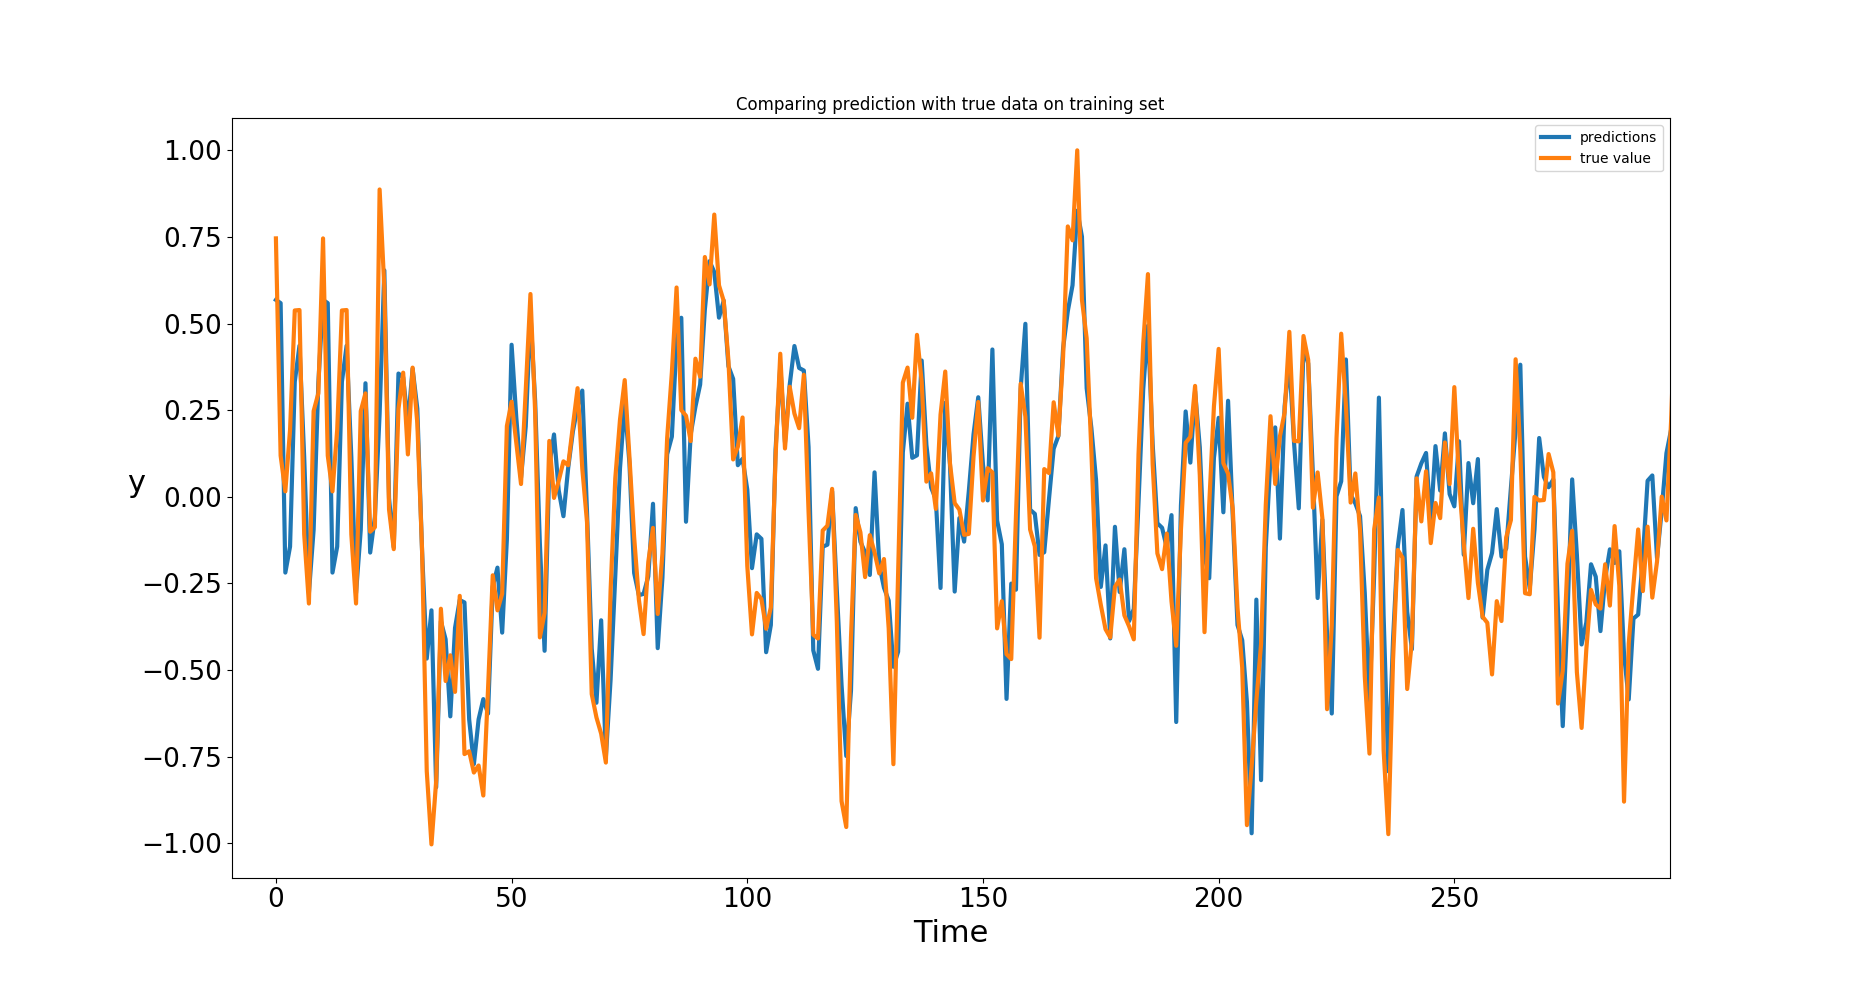 Comparing prediction with true data on training set
predictions
true value
1.00
0.75
0.50
0.25
0.00
−0.25
−0.50
−0.75
−1.00
y
0 50 100 150 200 250
Time